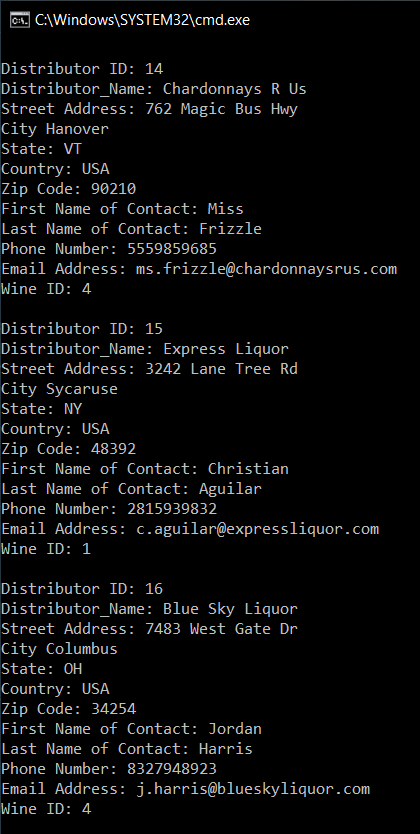 C:\Windows\SYSTEM32\cmd.exe
Distributor ID: 14
Distributor_Name: Chardonnays R Us
Street Address: 762 Magic Bus Hwy
City Hanover
State: VT
Country: USA
Zip Code: 90210
First Name of Contact: Miss
Last Name of Contact: Frizzle
Phone Number: 5559859685
Email Address: ms.frizzle@chardonnaysrus.com
Wine ID: 4
Distributor ID: 15
Distributor_Name: Express Liquor
Street Address: 3242 Lane Tree Rd
City Sycaruse
State: NY
Country: USA
Zip Code: 48392
First Name of Contact: Christian
Last Name of Contact: Aguilar
Phone Number: 2815939832
Email Address: c.aguilar@expressliquor.com
Wine ID: 1
Distributor ID: 16
Distributor_Name: Blue Sky Liquor
Street Address: 7483 West Gate Dr
City Columbus
State: OH
Country: USA
Zip Code: 34254
First Name of Contact: Jordan
Last Name of Contact: Harris
Phone Number: 8327948923
Email Address: j.harris@blueskyliquor.com
Wine ID: 4